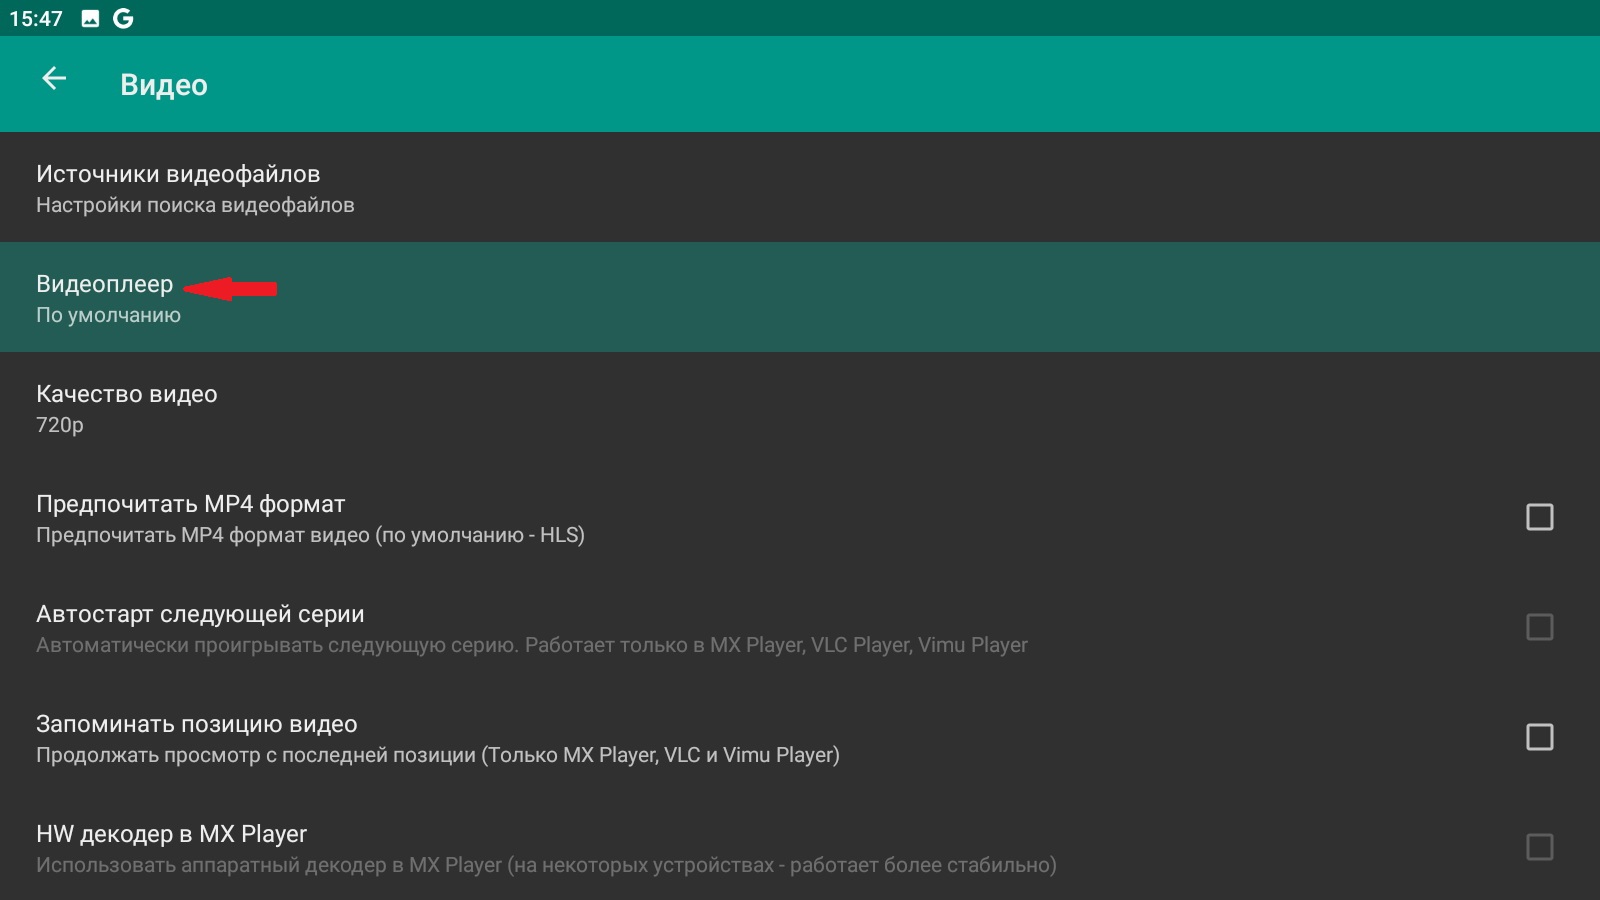 15:47
Видео
Источники видеофайлов
Настройки поиска видеофайлов
Видеоплеер
По умолчанию
Качество видео
720p
Предпочитать MP4 формат
Предпочитать MP4 формат видео (по умолчанию - HLS)
Автостарт следующей серии
Автоматически проигрывать следующую серию. Работает только в MX Player, VLC Player, Vimu Player
Запоминать позицию видео
Продолжать просмотр с последней позиции (Только MX Player, VLC и Vimu Player)
HW декодер в MX Player
Использовать аппаратный декодер в MX Player (на некоторых устройствах - работает более стабильно)